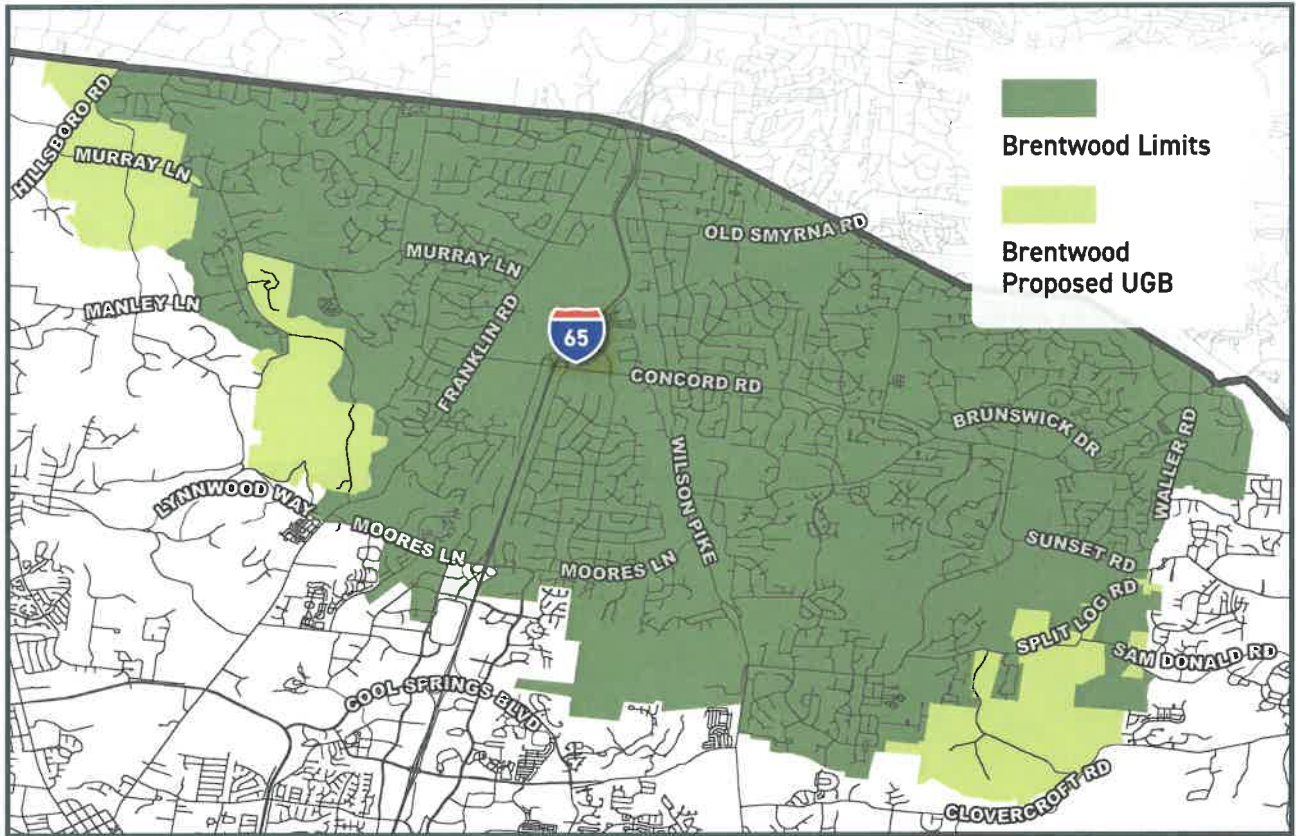 Brentwood Limits
Brentwood
Proposed UGB
HILLSBORO RD
MURRAY LN
OLD SMYRNA RD
MURRAY LN
MANLEY LN
FRANKLIN RD
65
CONCORD RD
BRUNSWICK DR
WALLER RD
WILSON PIKE
LYNNWOOD WAY
MOORES LN
MOORES LN
SUNSET RD
SPLIT LOG RD
SAM DONALD RD
COOL SPRINGS BLVD
CLOVERCROFT RD